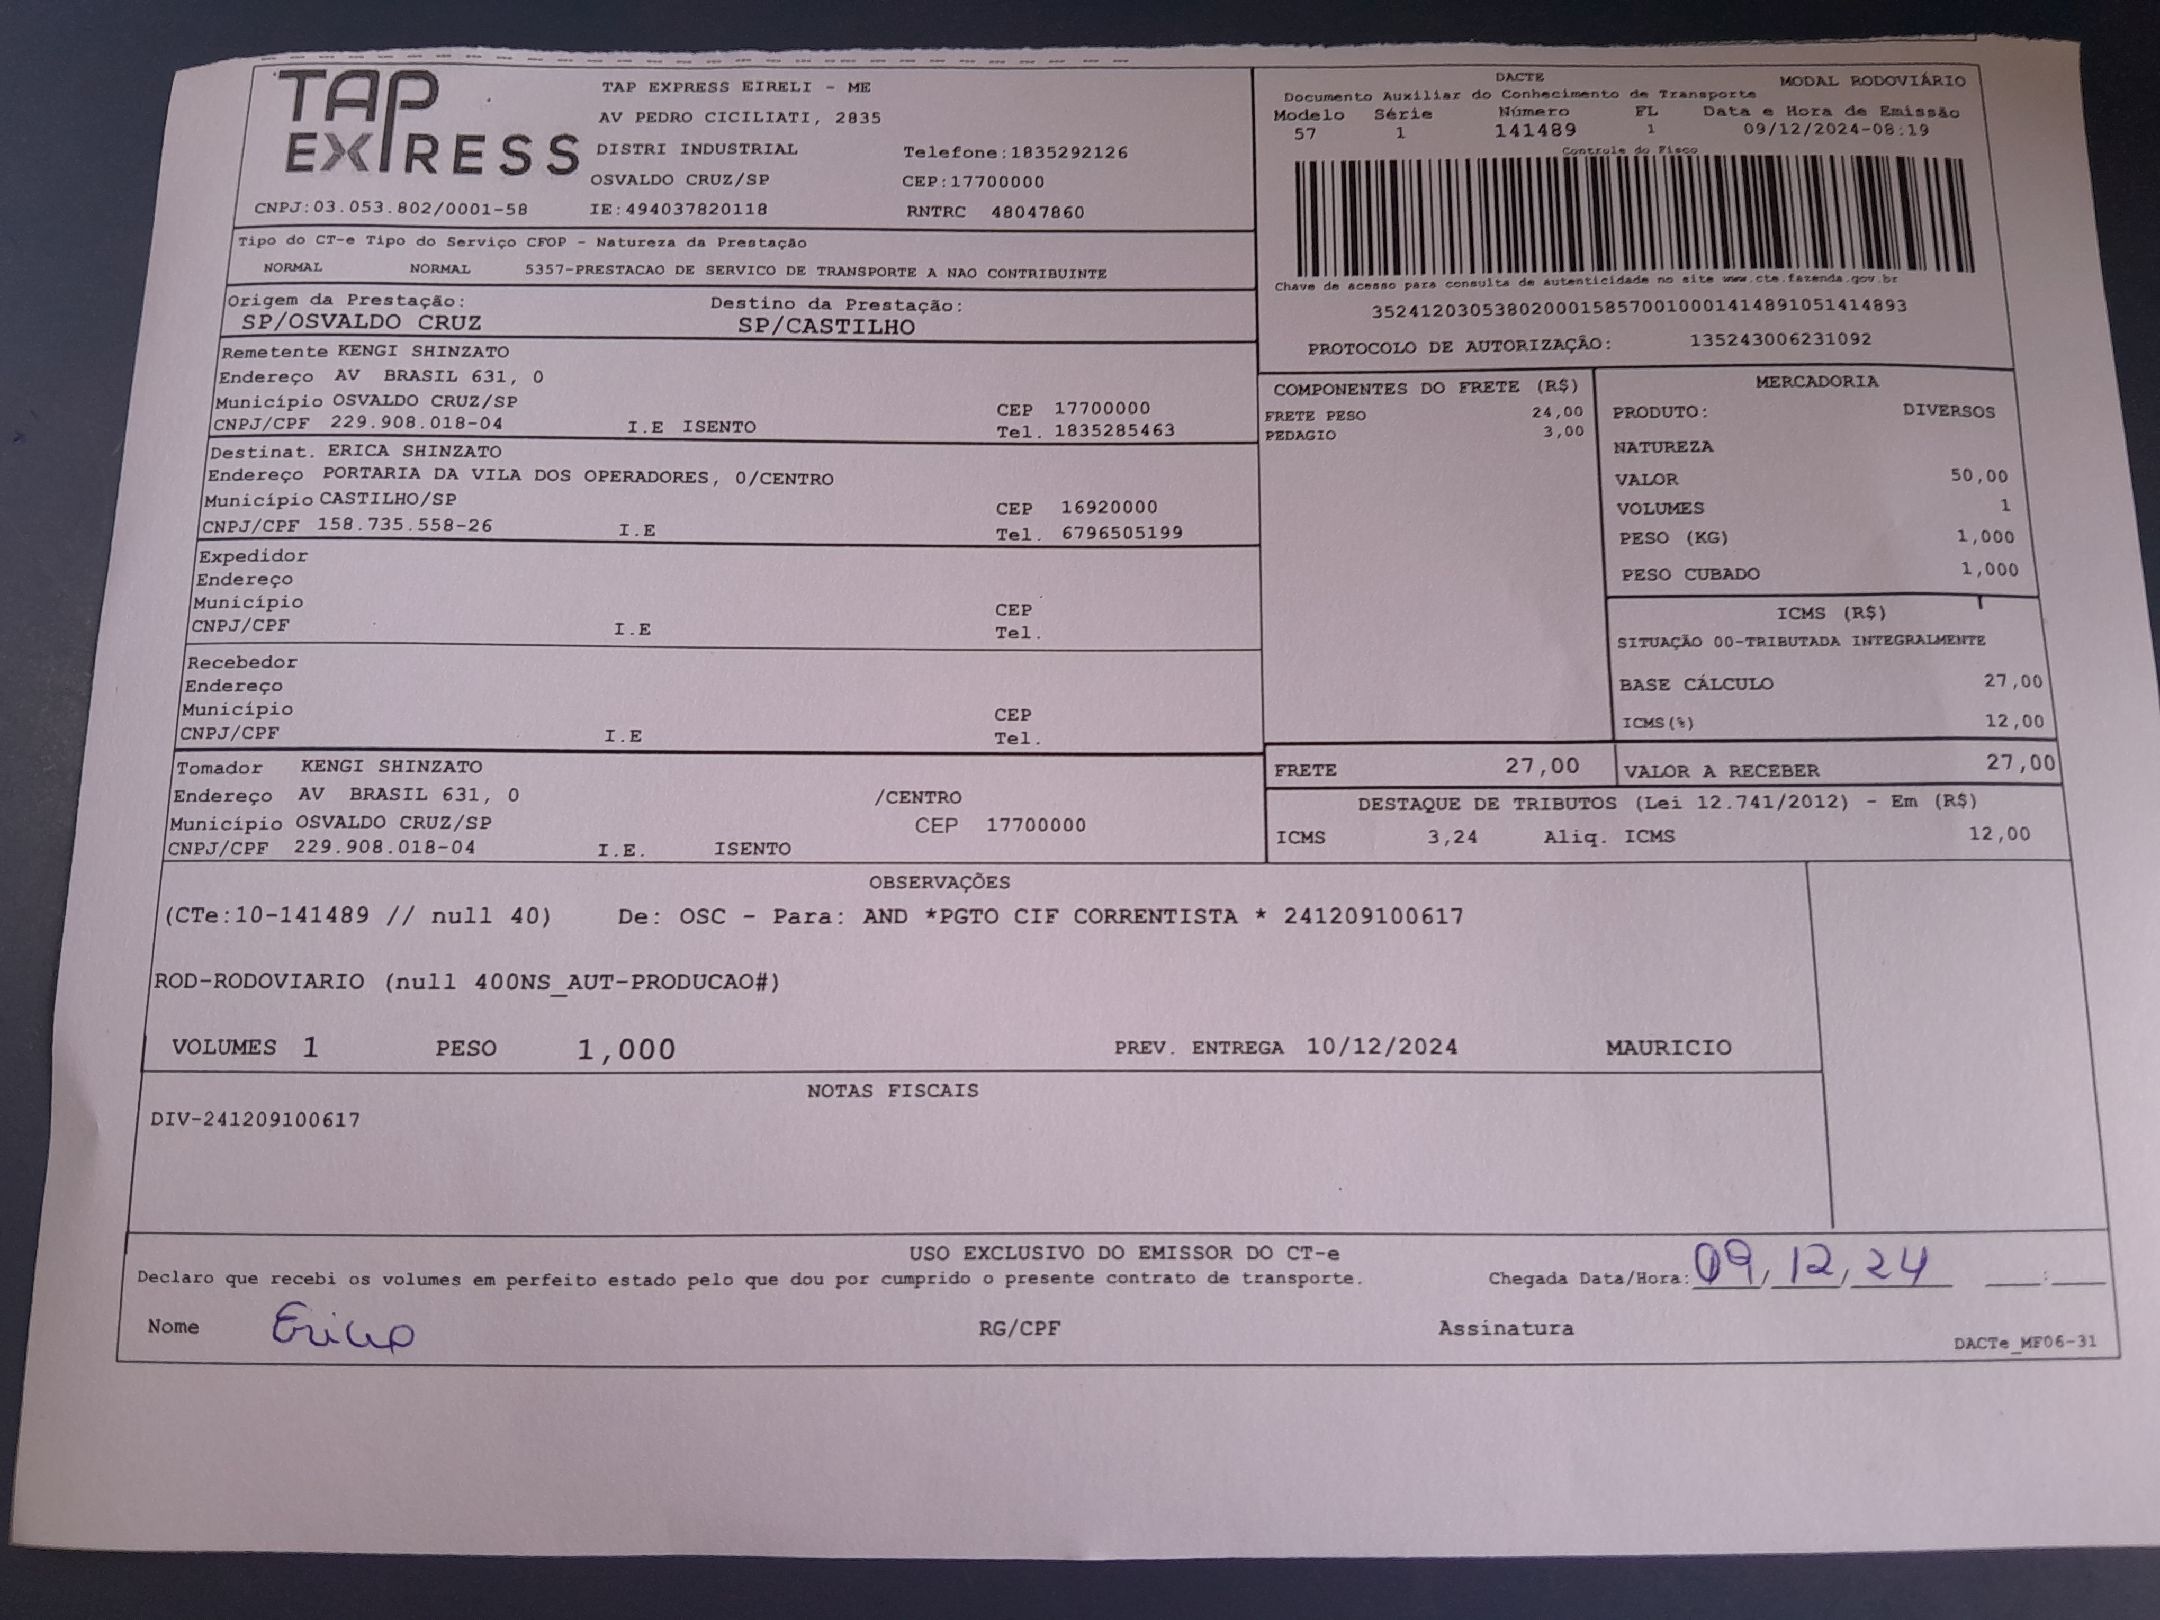 TAP EXPRESS
TAP EXPRESS EIRELI - ME
AV PEDRO CICILIATI, 2835
DISTRI INDUSTRIAL Telefone:1835292126
OSVALDO CRUZ/SP CEP:17700000
CNPJ:03.053.802/0001-58 IE:494037820118 RNTRC 48047860
DACTE MODAL RODOVIÁRIO
Documento Auxiliar do Conhecimento de Transporte
Modelo Série Número FL Data e Hora de Emissão
57 1 141489 1 09/12/2024-08:19
Controle do Fisco
Chave de acesso para consulta de autenticidade no site www.cte.fazenda.gov.br
35241203053802000158570010001414891051414893
PROTOCOLO DE AUTORIZAÇÃO: 135243006231092
Tipo do CT-e Tipo do Serviço CFOP - Natureza da Prestação
NORMAL NORMAL 5357-PRESTACAO DE SERVICO DE TRANSPORTE A NAO CONTRIBUINTE
Origem da Prestação: Destino da Prestação:
SP/OSVALDO CRUZ SP/CASTILHO
Remetente KENGI SHINZATO
Endereço AV BRASIL 631, 0
Município OSVALDO CRUZ/SP CEP 17700000
CNPJ/CPF 229.908.018-04 I.E ISENTO Tel. 1835285463
Destinat. ERICA SHINZATO
Endereço PORTARIA DA VILA DOS OPERADORES, 0/CENTRO
Município CASTILHO/SP CEP 16920000
CNPJ/CPF 158.735.558-26 I.E Tel. 6796505199
Expedidor
Endereço
Município CEP
CNPJ/CPF I.E Tel.
Recebedor
Endereço
Município CEP
CNPJ/CPF I.E Tel.
Tomador KENGI SHINZATO
Endereço AV BRASIL 631, 0 /CENTRO
Município OSVALDO CRUZ/SP CEP 17700000
CNPJ/CPF 229.908.018-04 I.E. ISENTO
COMPONENTES DO FRETE (R$)
FRETE PESO 24,00
PEDAGIO 3,00
MERCADORIA
PRODUTO: DIVERSOS
NATUREZA
VALOR 50,00
VOLUMES 1
PESO (KG) 1,000
PESO CUBADO 1,000
ICMS (R$)
SITUAÇÃO 00-TRIBUTADA INTEGRALMENTE
BASE CÁLCULO 27,00
ICMS(%) 12,00
FRETE 27,00 VALOR A RECEBER 27,00
DESTAQUE DE TRIBUTOS (Lei 12.741/2012) - Em (R$)
ICMS 3,24 Aliq. ICMS 12,00
OBSERVAÇÕES
(CTe:10-141489 // null 40) De: OSC - Para: AND *PGTO CIF CORRENTISTA * 241209100617
ROD-RODOVIARIO (null 400NS_AUT-PRODUCAO#)
VOLUMES 1 PESO 1,000 PREV. ENTREGA 10/12/2024 MAURICIO
NOTAS FISCAIS
DIV-241209100617
USO EXCLUSIVO DO EMISSOR DO CT-e
Declaro que recebi os volumes em perfeito estado pelo que dou por cumprido o presente contrato de transporte. Chegada Data/Hora: 09/12/24 :
Nome Erica RG/CPF Assinatura
DACTe_MF06-31